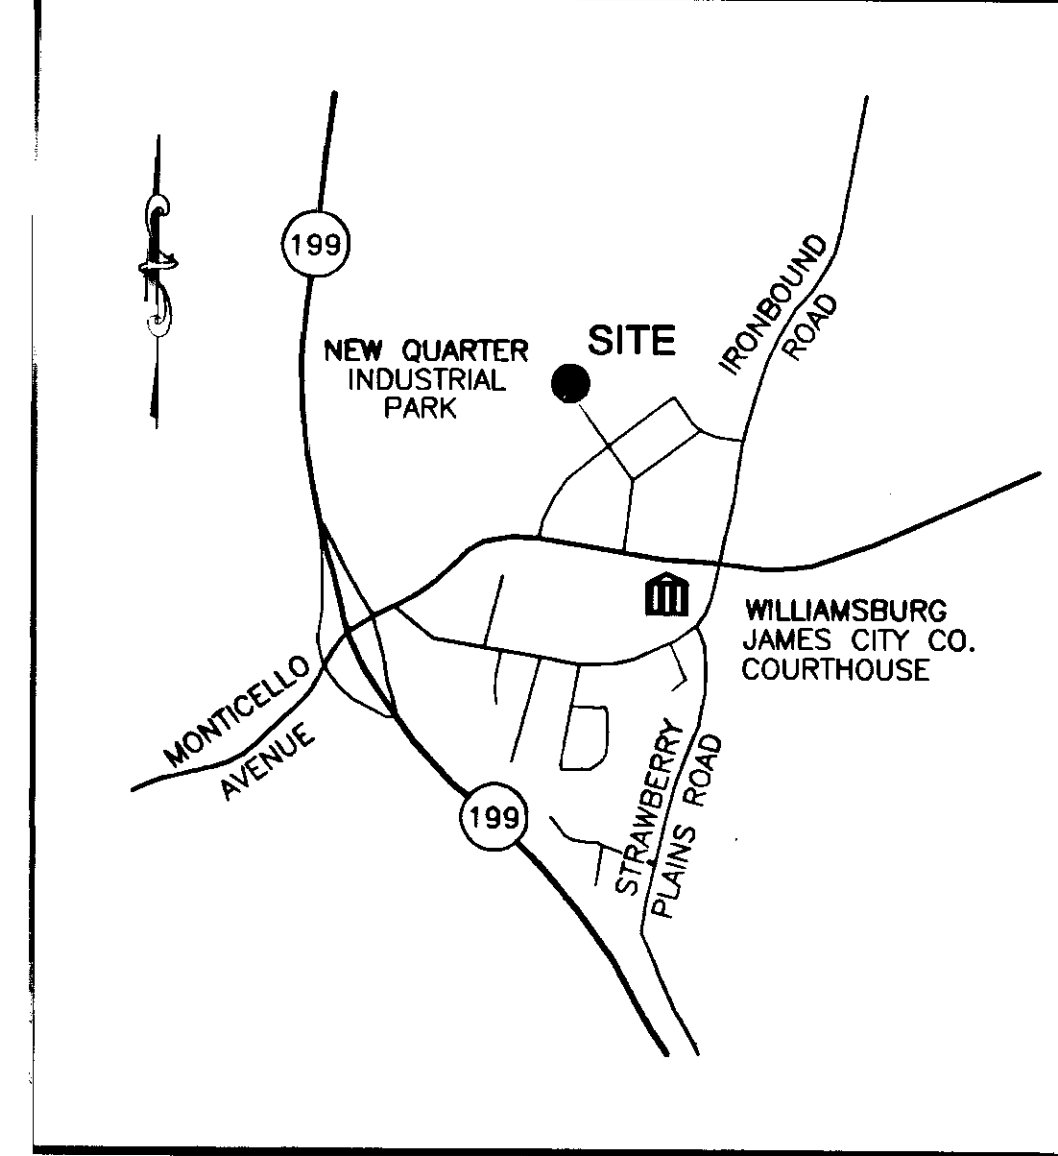 199
IRONBOUND
ROAD
SITE
NEW QUARTER
INDUSTRIAL
PARK
WILLIAMSBURG
JAMES CITY CO.
COURTHOUSE
MONTICELLO
AVENUE
STRAWBERRY
PLAINS ROAD
199